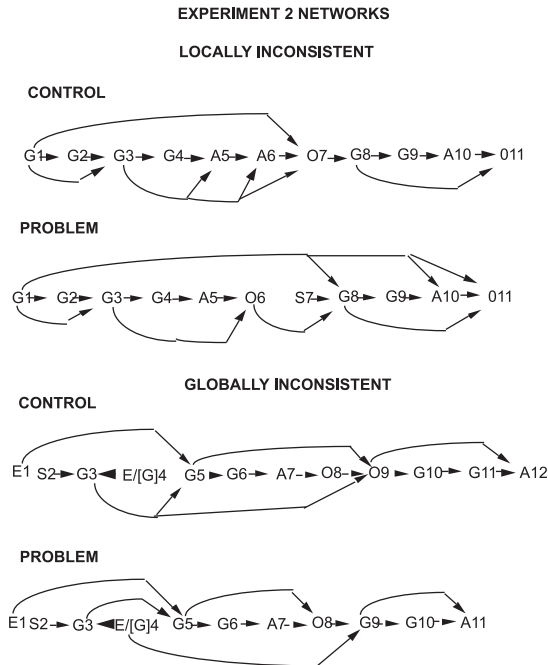 EXPERIMENT 2 NETWORKS
LOCALLY INCONSISTENT
CONTROL
G1 G2 G3 G4 A5 A6 O7 G8 G9 A10 011
PROBLEM
G1 G2 G3 G4 A5 O6 S7 G8 G9 A10 011
GLOBALLY INCONSISTENT
CONTROL
E1 S2 G3 E/[G]4 G5 G6 A7 O8 O9 G10 G11 A12
PROBLEM
E1 S2 G3 E/[G]4 G5 G6 A7 O8 G9 G10 A11